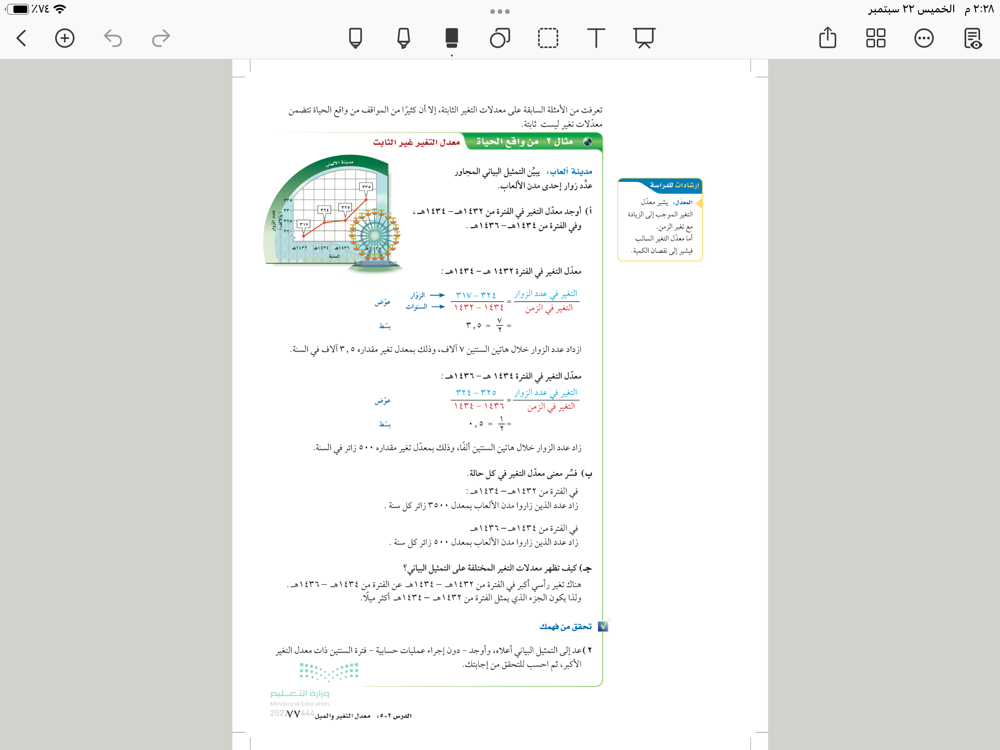 ٢:٢٨ م الخميس ٢٢ سبتمبر
٪٧٤
تعرفت من الأمثلة السابقة على معدلات التغير الثابتة، إلا أن كثيرًا من المواقف من واقع الحياة تتضمن
معدّلات تغير ليست ثابتة.
مثال ٢ من واقع الحياة
معدل التغير غير الثابت
مدينة ألعاب: يبيِّن التمثيل البياني المجاور
عدِّد زوار إحدى مدن الألعاب.
أ) أوجد معدّل التغير في الفترة من ١٤٣٢هـ – ١٤٣٤هـ ،
وفي الفترة من ١٤٣٤هـ – ١٤٣٦هـ .
مدينة الألعاب
عدد الزوار
(بالألف)
٣٣٥
٣٣٠
٣٢٥
٣٢٠
٣١٧
٣٢٤
٣٢٥
٣٣٥
١٤٣٢هـ
١٤٣٤هـ
١٤٣٦هـ
١٤٣٨هـ
السنة
إرشادات للدراسة
المعدّل: يشير معدّل
التغير الموجب إلى الزيادة
مع تغير الزمن.
أما معدّل التغير السالب
فيشير إلى نقصان الكمية.
معدّل التغير في الفترة ١٤٣٢ هـ – ١٤٣٤هـ :
التغير في عدد الزوار / التغير في الزمن = ٣٢٤ – ٣١٧ / ١٤٣٤ – ١٤٣٢
الزوّار
السنوات
عوّض
= ٧/٢ = ٣,٥ بسّط
ازداد عدد الزوار خلال هاتين السنتين ٧ آلاف، وذلك بمعدل تغير مقداره ٣,٥ آلاف في السنة.
معدّل التغير في الفترة ١٤٣٤ هـ – ١٤٣٦هـ :
التغير في عدد الزوار / التغير في الزمن = ٣٢٥ – ٣٢٤ / ١٤٣٦ – ١٤٣٤ عوّض
= ١/٢ = ٠,٥ بسّط
زاد عدد الزوار خلال هاتين السنتين ألفًا، وذلك بمعدّل تغير مقداره ٥٠٠ زائر في السنة.
ب) فسِّر معنى معدّل التغير في كل حالة.
في الفترة من ١٤٣٢هـ – ١٤٣٤هـ :
زاد عدد الذين زاروا مدن الألعاب بمعدل ٣٥٠٠ زائر كل سنة .
في الفترة من ١٤٣٤هـ – ١٤٣٦هـ
زاد عدد الذين زاروا مدن الألعاب بمعدل ٥٠٠ زائر كل سنة .
جـ) كيف تظهر معدلات التغير المختلفة على التمثيل البياني؟
هناك تغير رأسي أكبر في الفترة من ١٤٣٢هـ – ١٤٣٤هـ عن الفترة من ١٤٣٤هـ – ١٤٣٦هـ .
ولذا يكون الجزء الذي يمثل الفترة من ١٤٣٢هـ – ١٤٣٤هـ أكثر ميلًا.
تحقق من فهمك
٢) عد إلى التمثيل البياني أعلاه، وأوجد – دون إجراء عمليات حسابية – فترة السنتين ذات معدل التغير
الأكبر، ثم احسب للتحقق من إجابتك.
وزارة التعليم
Ministry of Education
2022 - 1444
الدرس ٢-٥: معدل التغير والميل ٧٧